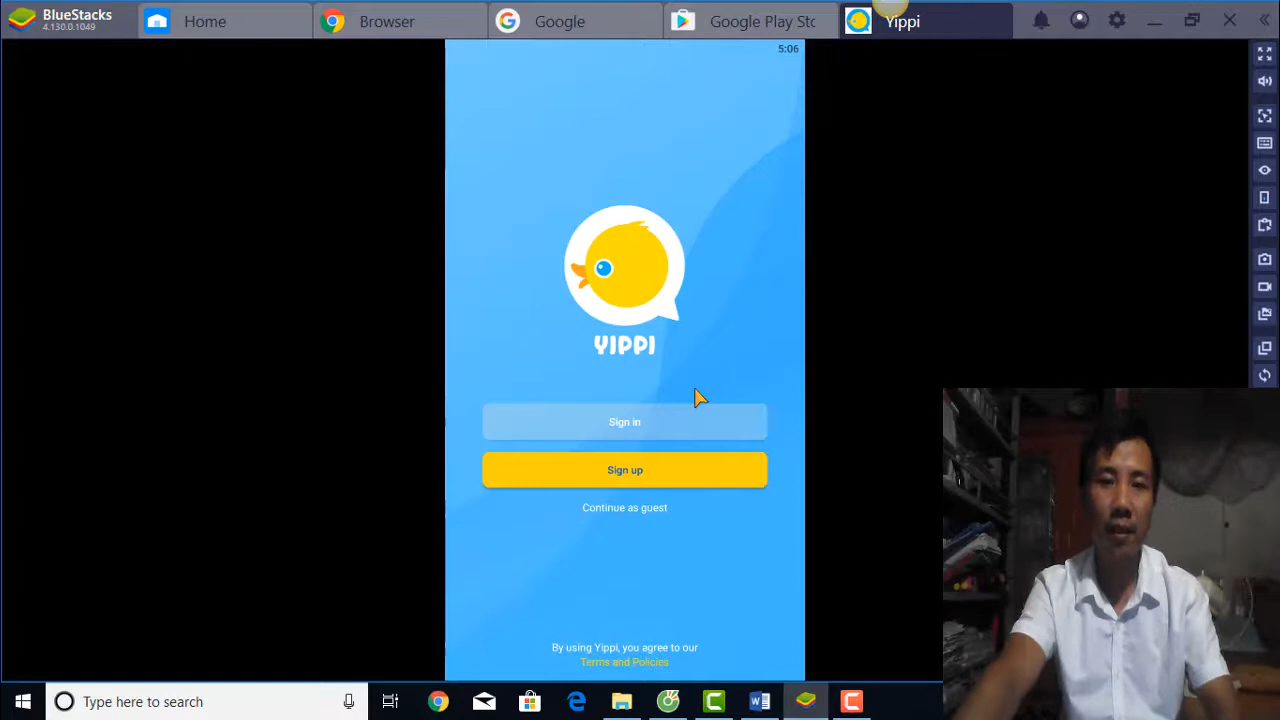 BlueStacks
4.130.0.1049
Home
Browser
Google
Google Play Sto
Yippi
5:06
YIPPI
Sign in
Sign up
Continue as guest
By using Yippi, you agree to our
Terms and Policies
Type here to search